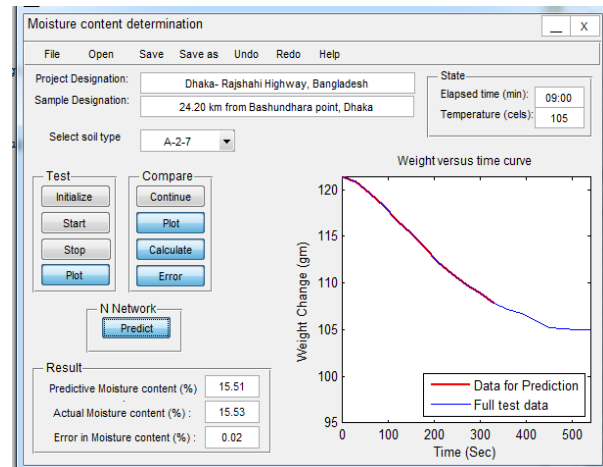 Moisture content determination
_ X
File Open Save Save as Undo Redo Help
Project Designation: Dhaka- Rajshahi Highway, Bangladesh
Sample Designation: 24.20 km from Bashundhara point, Dhaka
State
Elapsed time (min): 09:00
Temperature (cels): 105
Select soil type A-2-7
Test
Initialize
Start
Stop
Plot
Compare
Continue
Plot
Calculate
Error
N Network
Predict
Result
Predictive Moisture content (%) 15.51
Actual Moisture content (%) : 15.53
Error in Moisture content (%) : 0.02
Weight versus time curve
Weight Change (gm)
120
115
110
105
100
95
0 100 200 300 400 500
Time (Sec)
Data for Prediction
Full test data